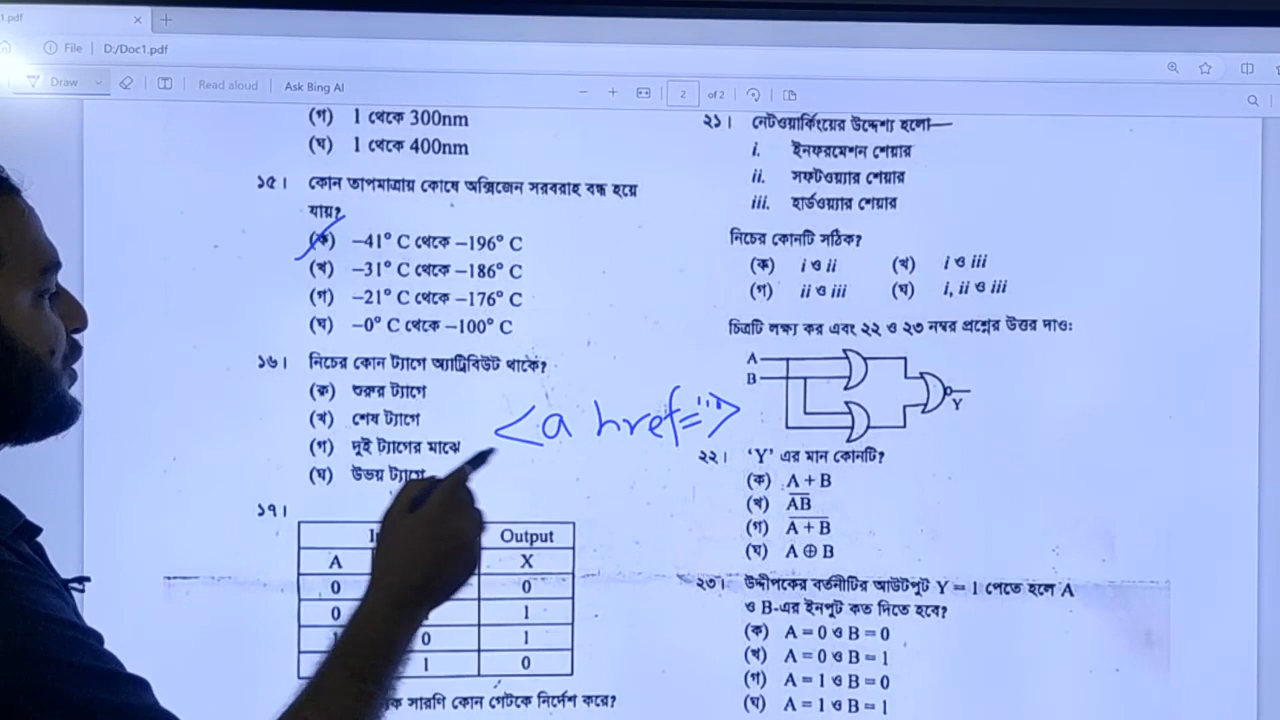 1.pdf
File D:/Doc1.pdf
Draw Read aloud Ask Bing AI 2 of 2
(গ) 1 থেকে 300nm
(ঘ) 1 থেকে 400nm
১৫। কোন তাপমাত্রায় কোষে অক্সিজেন সরবরাহ বন্ধ হয়ে
যায়?
(ক) –41° C থেকে –196° C
(খ) –31° C থেকে –186° C
(গ) –21° C থেকে –176° C
(ঘ) –0° C থেকে –100° C
১৬। নিচের কোন ট্যাগে অ্যাট্রিবিউট থাকে?
(ক) শুরুর ট্যাগে
(খ) শেষ ট্যাগে
(গ) দুই ট্যাগের মাঝে
(ঘ) উভয় ট্যাগে
<a href="">
১৭।
Output
A X
0 0
0 1
0 1
1 0
সারণি কোন গেটকে নির্দেশ করে?
২১। নেটওয়ার্কিংয়ের উদ্দেশ্য হলো—
i. ইনফরমেশন শেয়ার
ii. সফটওয়্যার শেয়ার
iii. হার্ডওয়্যার শেয়ার
নিচের কোনটি সঠিক?
(ক) i ও ii (খ) i ও iii
(গ) ii ও iii (ঘ) i, ii ও iii
চিত্রটি লক্ষ্য কর এবং ২২ ও ২৩ নম্বর প্রশ্নের উত্তর দাও:
A
B
Y
২২। ‘Y’ এর মান কোনটি?
(ক) A + B
(খ) A̅B̅
(গ) A̅ ̅+̅ ̅B̅
(ঘ) A ⊕ B
২৩। উদ্দীপকের বর্তনীটির আউটপুট Y = 1 পেতে হলে A
ও B-এর ইনপুট কত দিতে হবে?
(ক) A = 0 ও B = 0
(খ) A = 0 ও B = 1
(গ) A = 1 ও B = 0
(ঘ) A = 1 ও B = 1